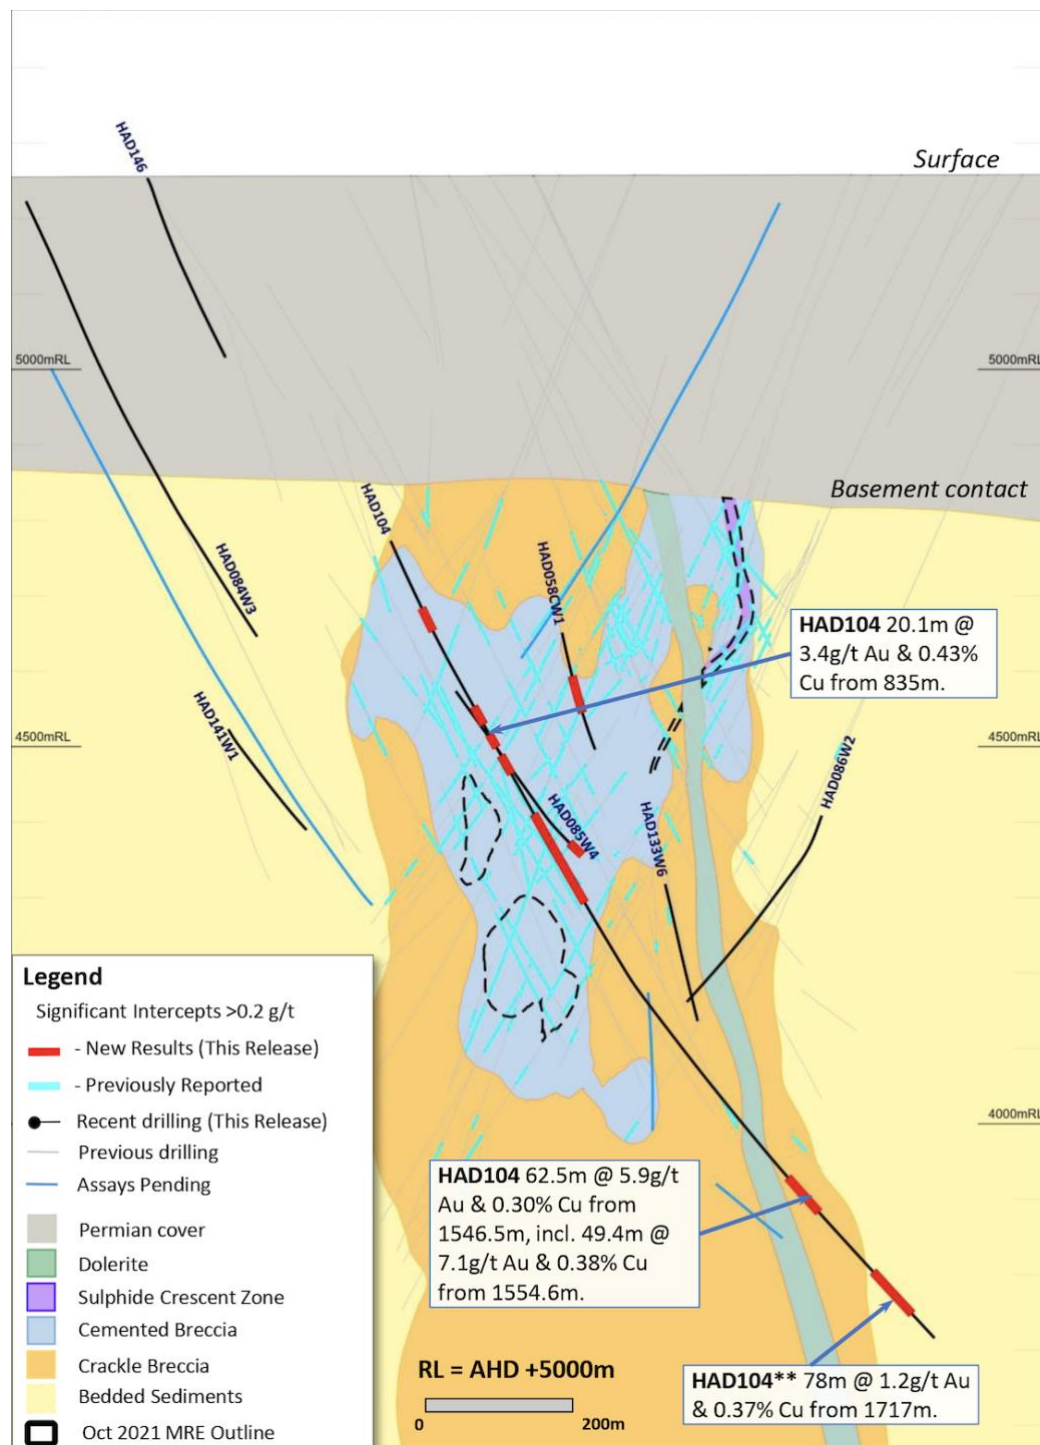 HAD146
Surface
5000mRL
5000mRL
HAD104
Basement contact
HAD084W3
HAD058CW1
HAD104 20.1m @
3.4g/t Au & 0.43%
Cu from 835m.
HAD141W1
4500mRL
4500mRL
HAD086W2
HAD085W4
HAD133W6
Legend
Significant Intercepts >0.2 g/t
- New Results (This Release)
- Previously Reported
Recent drilling (This Release)
Previous drilling
Assays Pending
Permian cover
Dolerite
Sulphide Crescent Zone
Cemented Breccia
Crackle Breccia
Bedded Sediments
Oct 2021 MRE Outline
4000mRL
HAD104 62.5m @ 5.9g/t
Au & 0.30% Cu from
1546.5m, incl. 49.4m @
7.1g/t Au & 0.38% Cu
from 1554.6m.
RL = AHD +5000m
0 200m
HAD104** 78m @ 1.2g/t Au
& 0.37% Cu from 1717m.